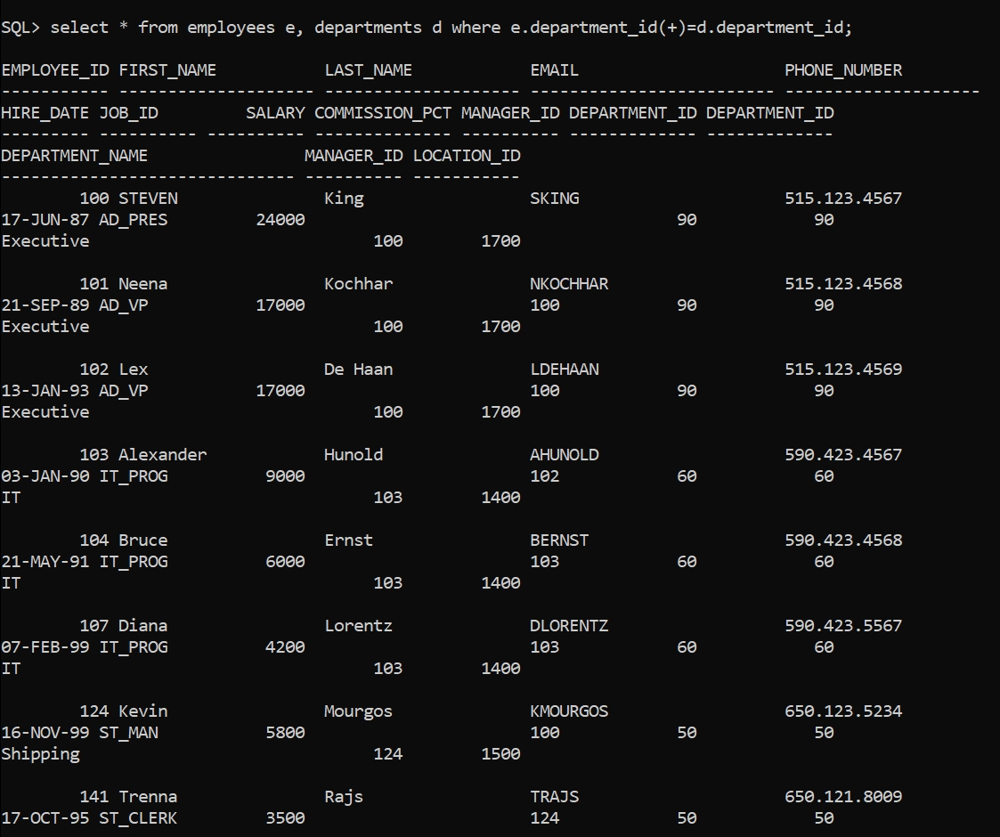 SQL> select * from employees e, departments d where e.department_id(+)=d.department_id;
EMPLOYEE_ID FIRST_NAME           LAST_NAME            EMAIL                     PHONE_NUMBER
----------- -------------------- -------------------- ------------------------- --------------------
HIRE_DATE JOB_ID         SALARY COMMISSION_PCT MANAGER_ID DEPARTMENT_ID DEPARTMENT_ID
--------- ---------- ---------- -------------- ---------- ------------- -------------
DEPARTMENT_NAME                MANAGER_ID LOCATION_ID
------------------------------ ---------- -----------
        100 STEVEN               King                 SKING                     515.123.4567
17-JUN-87 AD_PRES         24000                                      90            90
Executive                             100        1700
        101 Neena                Kochhar              NKOCHHAR                  515.123.4568
21-SEP-89 AD_VP           17000                       100            90            90
Executive                             100        1700
        102 Lex                  De Haan              LDEHAAN                   515.123.4569
13-JAN-93 AD_VP           17000                       100            90            90
Executive                             100        1700
        103 Alexander            Hunold               AHUNOLD                   590.423.4567
03-JAN-90 IT_PROG          9000                       102            60            60
IT                                    103        1400
        104 Bruce                Ernst                BERNST                    590.423.4568
21-MAY-91 IT_PROG          6000                       103            60            60
IT                                    103        1400
        107 Diana                Lorentz              DLORENTZ                  590.423.5567
07-FEB-99 IT_PROG          4200                       103            60            60
IT                                    103        1400
        124 Kevin                Mourgos              KMOURGOS                  650.123.5234
16-NOV-99 ST_MAN           5800                       100            50            50
Shipping                              124        1500
        141 Trenna               Rajs                 TRAJS                     650.121.8009
17-OCT-95 ST_CLERK         3500                       124            50            50